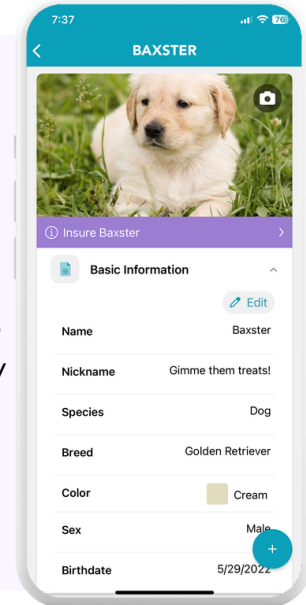 7:37
76
BAXSTER
Insure Baxster
Basic Information
Edit
Name Baxster
Nickname Gimme them treats!
Species Dog
Breed Golden Retriever
Color Cream
Sex Male
Birthdate 5/29/2022